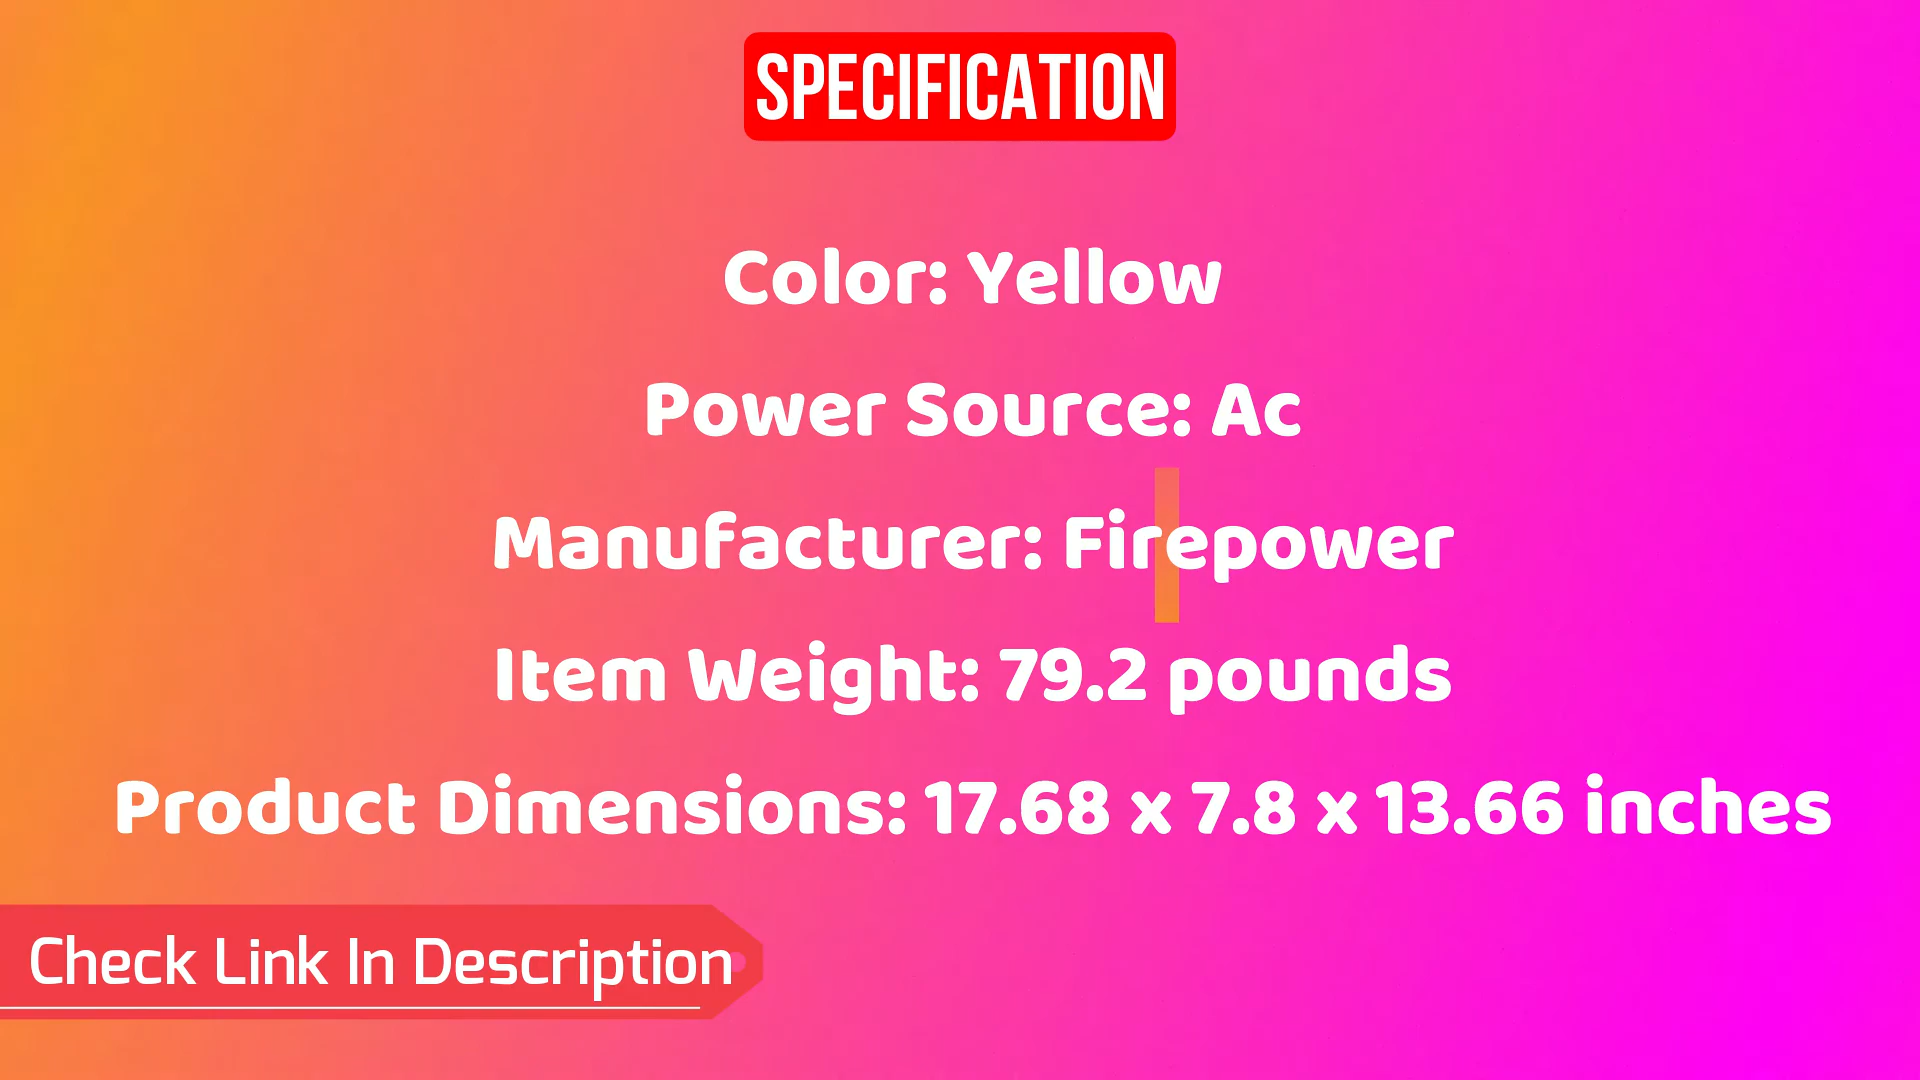 SPECIFICATION
Color: Yellow
Power Source: Ac
Manufacturer: Firepower
Item Weight: 79.2 pounds
Product Dimensions: 17.68 x 7.8 x 13.66 inches
Check Link In Description